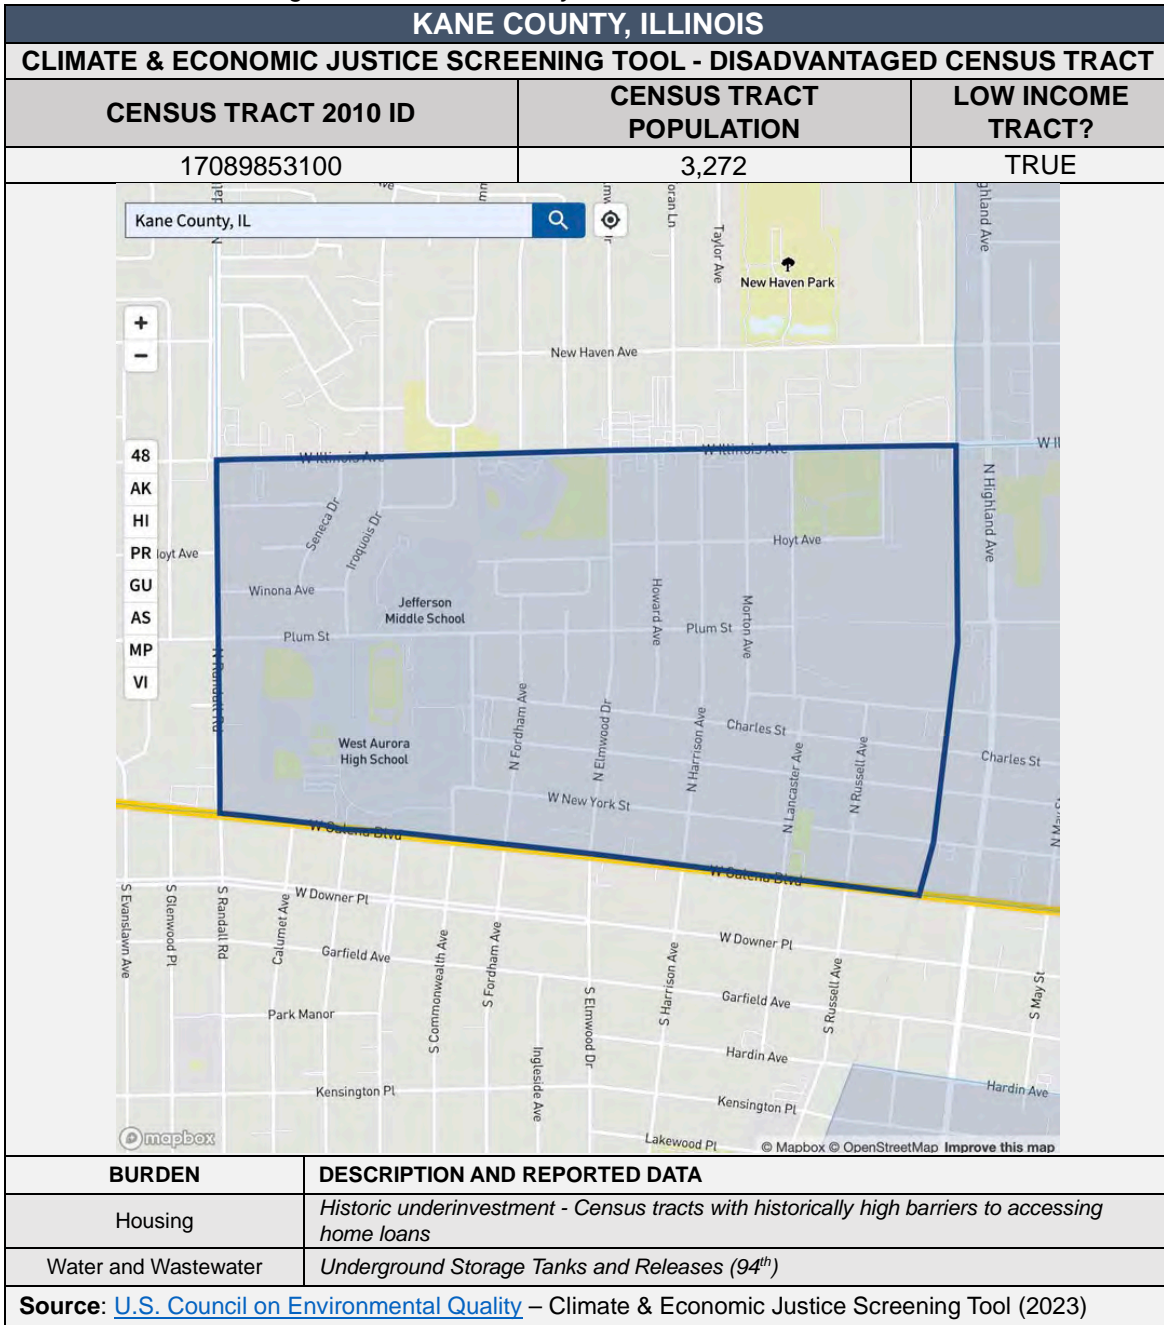 KANE COUNTY, ILLINOIS
CLIMATE & ECONOMIC JUSTICE SCREENING TOOL - DISADVANTAGED CENSUS TRACT
CENSUS TRACT 2010 ID
CENSUS TRACT
POPULATION
LOW INCOME
TRACT?
17089853100
3,272
TRUE
Kane County, IL
Taylor Ave
New Haven Park
+
−
New Haven Ave
48
AK
HI
PR
GU
AS
MP
VI
W Illinois Ave
W Illinois Ave
N Highland Ave
Seneca Dr
Iroquois Dr
Hoyt Ave
Winona Ave
Jefferson
Middle School
Howard Ave
Morton Ave
Plum St
Plum St
N Randall Rd
West Aurora
High School
N Fordham Ave
N Elmwood Dr
N Harrison Ave
Charles St
Charles St
N Lancaster Ave
N Russell Ave
W New York St
W Galena Blvd
W Galena Blvd
S Evanslawn Ave
S Glenwood Pl
S Randall Rd
Calumet Ave
W Downer Pl
W Downer Pl
Garfield Ave
Garfield Ave
S Commonwealth Ave
S Fordham Ave
S Elmwood Dr
S Harrison Ave
S Russell Ave
S May St
Park Manor
Ingleside Ave
Hardin Ave
Hardin Ave
Kensington Pl
Kensington Pl
Lakewood Pl
mapbox
© Mapbox © OpenStreetMap Improve this map
BURDEN
DESCRIPTION AND REPORTED DATA
Housing
Historic underinvestment - Census tracts with historically high barriers to accessing
home loans
Water and Wastewater
Underground Storage Tanks and Releases (94th)
Source: U.S. Council on Environmental Quality – Climate & Economic Justice Screening Tool (2023)